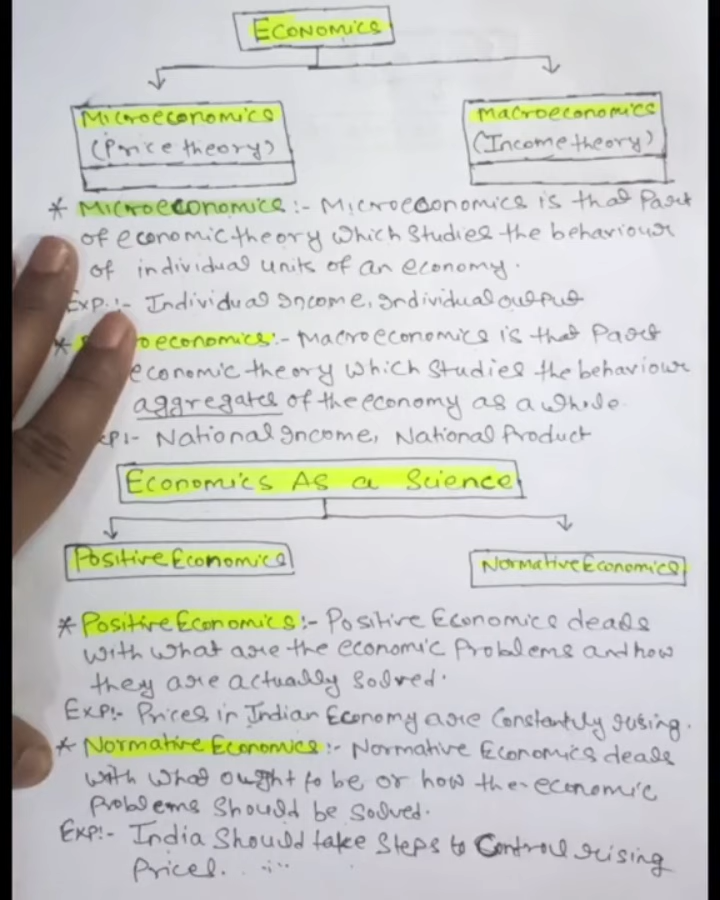 Economics
Microeconomics
(Price theory)
Macroeconomics
(Income theory)
* Microeconomics:- Microeconomics is that Part
of economic theory which studies the behaviour
of individual units of an economy.
Exp:- Individual Income, Individual output
* oeconomics:- Macroeconomics is that Part
economic theory which studies the behaviour
aggregates of the economy as a whole.
xp:- National Income, National Product
Economics As a Science
Positive Economics
Normative Economics
* Positive Economics:- Positive Economics deals
with what are the economic Problems and how
they are actually solved.
Exp:- Prices in Indian Economy are Constantly rising.
* Normative Economics:- Normative Economics deals
with what ought to be or how the economic
Problems should be solved.
Exp:- India Should take Steps to Control rising
Prices.....